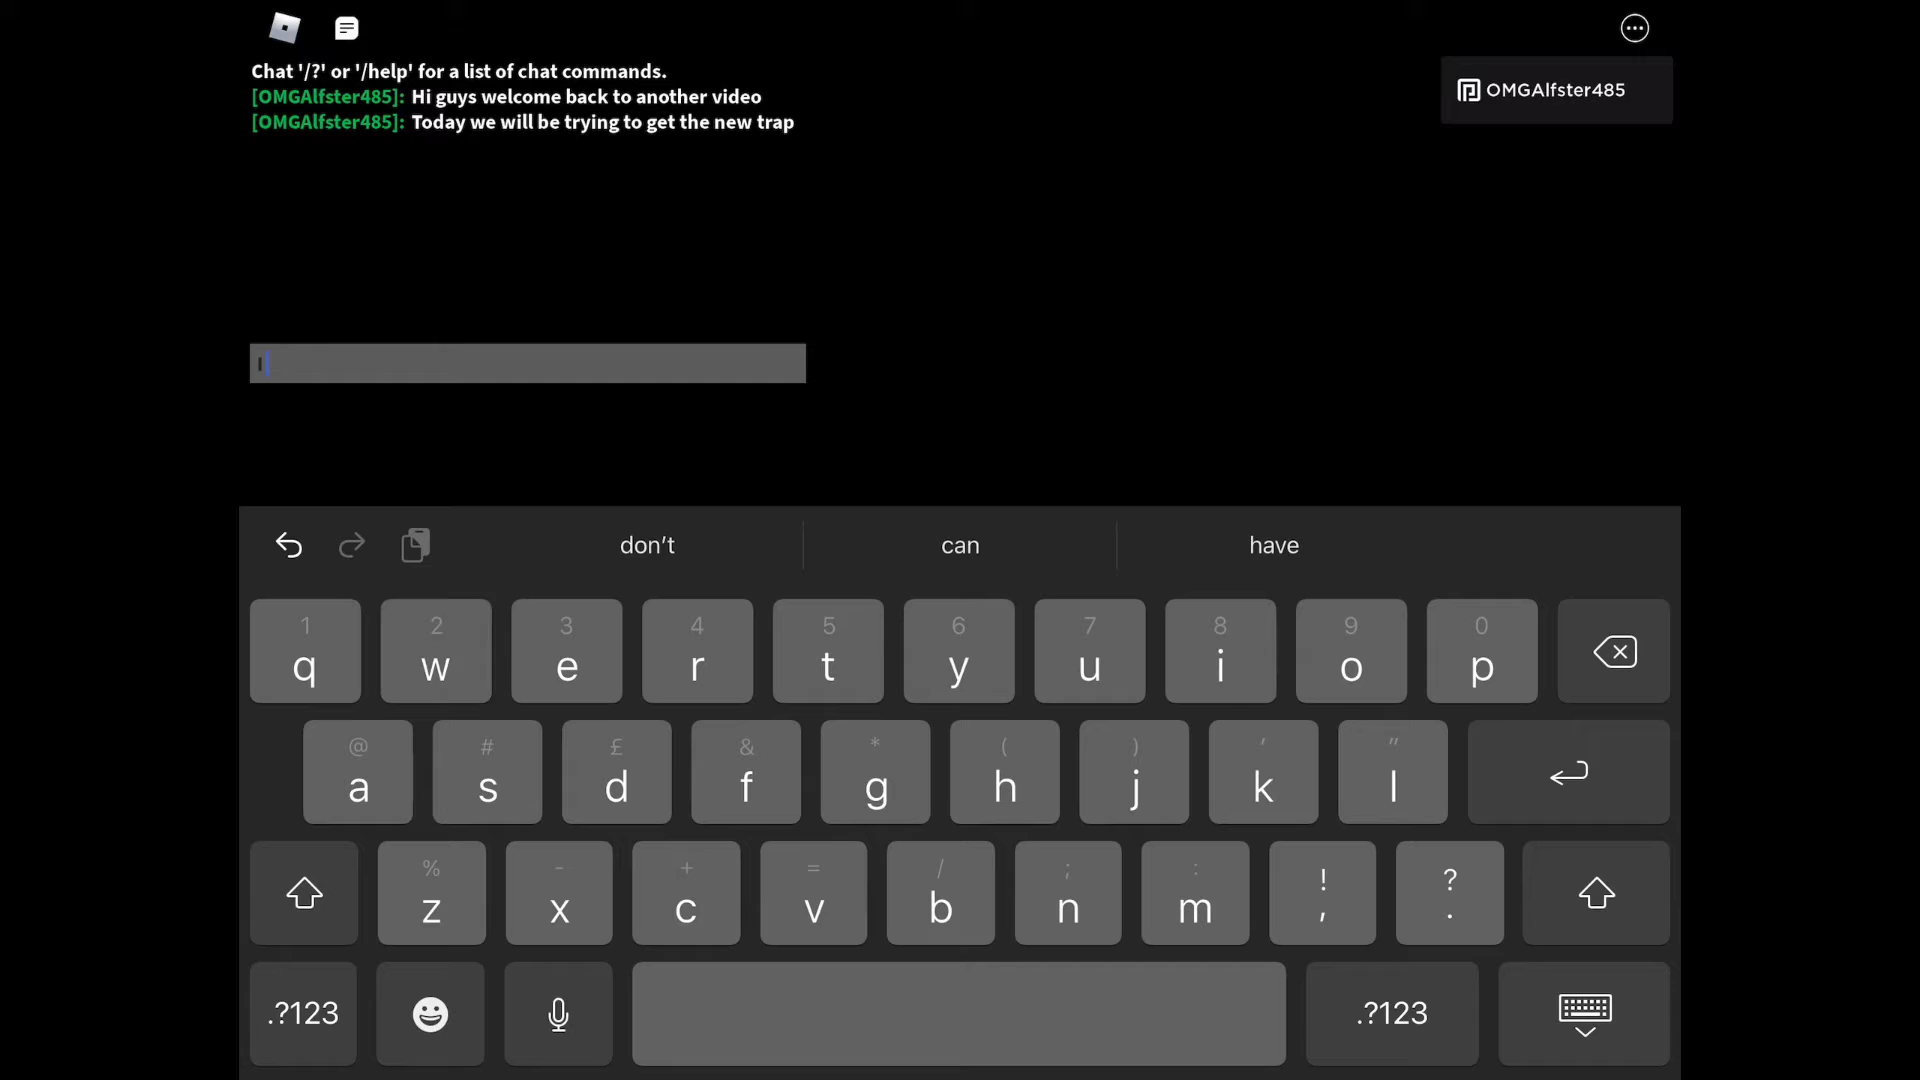 Chat '/?' or '/help' for a list of chat commands.
[OMGAlfster485]: Hi guys welcome back to another video
[OMGAlfster485]: Today we will be trying to get the new trap
OMGAlfster485
I
don't can have
1 2 3 4 5 6 7 8 9 0
q w e r t y u i o p
@ # £ & * ( ) ' "
a s d f g h j k l
% - + = / ; : ! ?
z x c v b n m , .
.?123 .?123